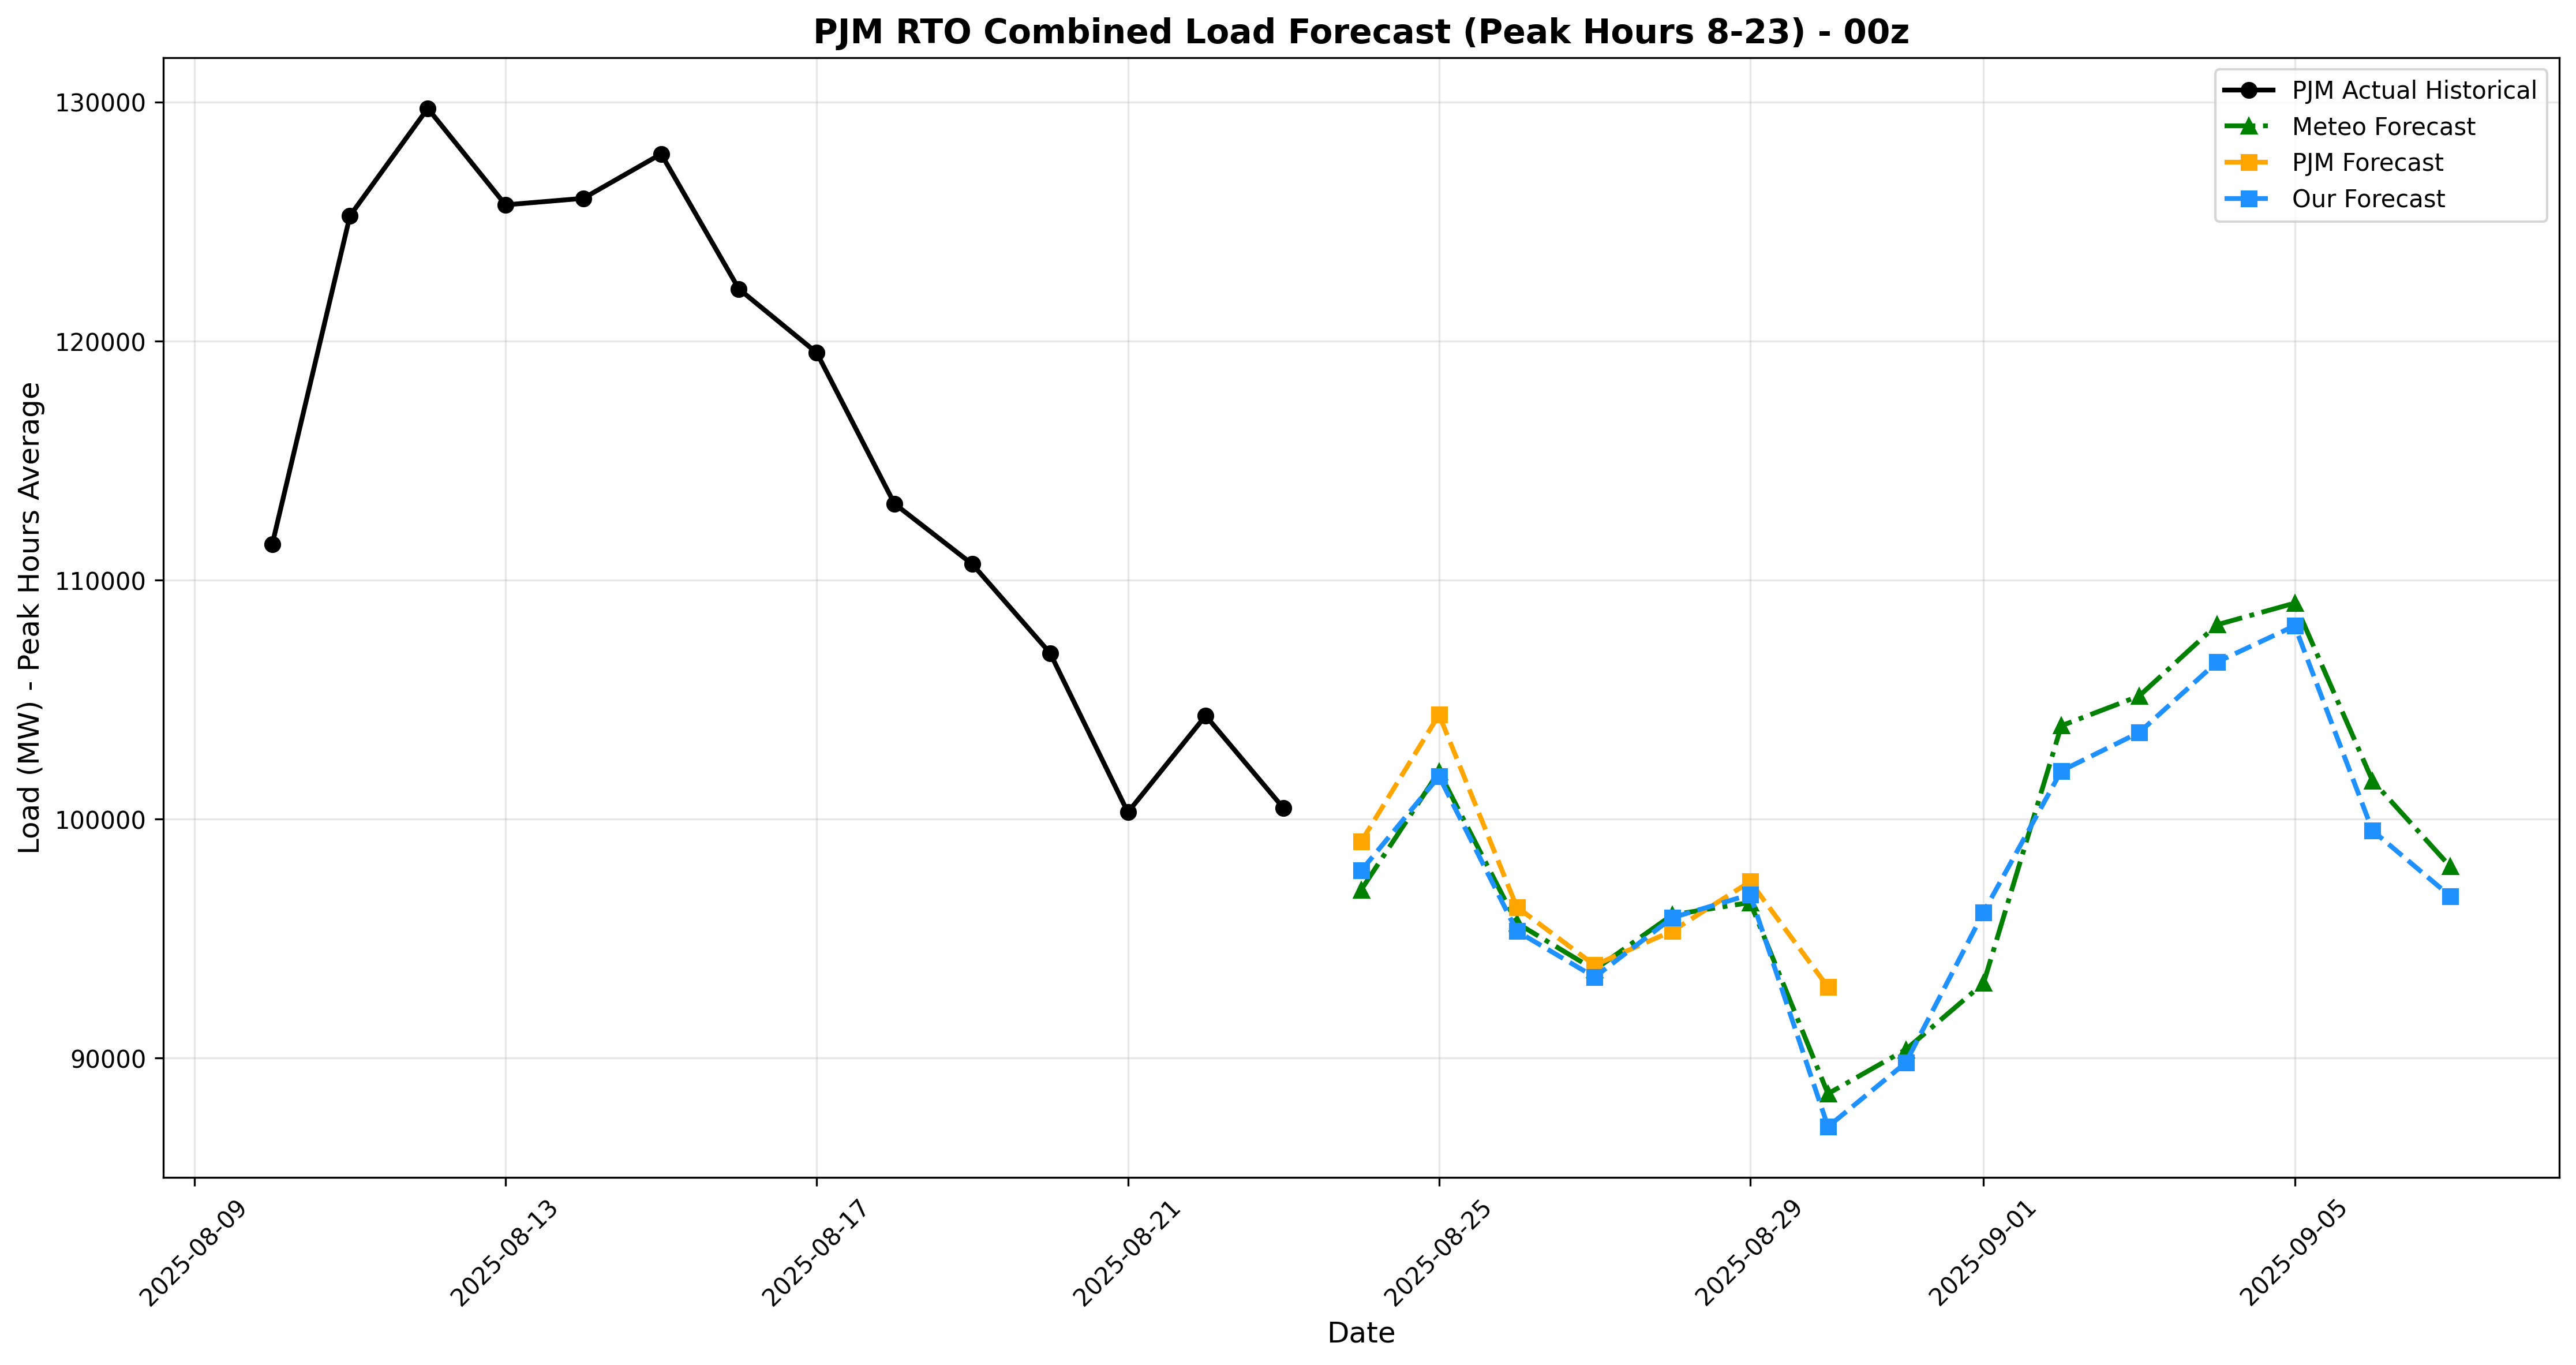 PJM RTO Combined Load Forecast (Peak Hours 8-23) - 00z
PJM Actual Historical
Meteo Forecast
PJM Forecast
Our Forecast
Load (MW) - Peak Hours Average
130000
120000
110000
100000
90000
2025-08-09
2025-08-13
2025-08-17
2025-08-21
2025-08-25
2025-08-29
2025-09-01
2025-09-05
Date